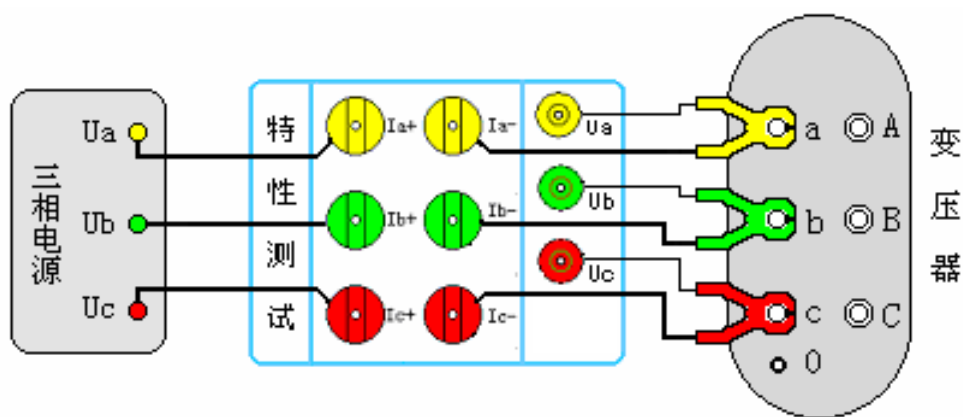 三相电源
Ua
Ub
Uc
特性测试
Ia+ Ia- Ua
Ib+ Ib- Ub
Ic+ Ic- Uc
a A
b B
c C
0
变压器